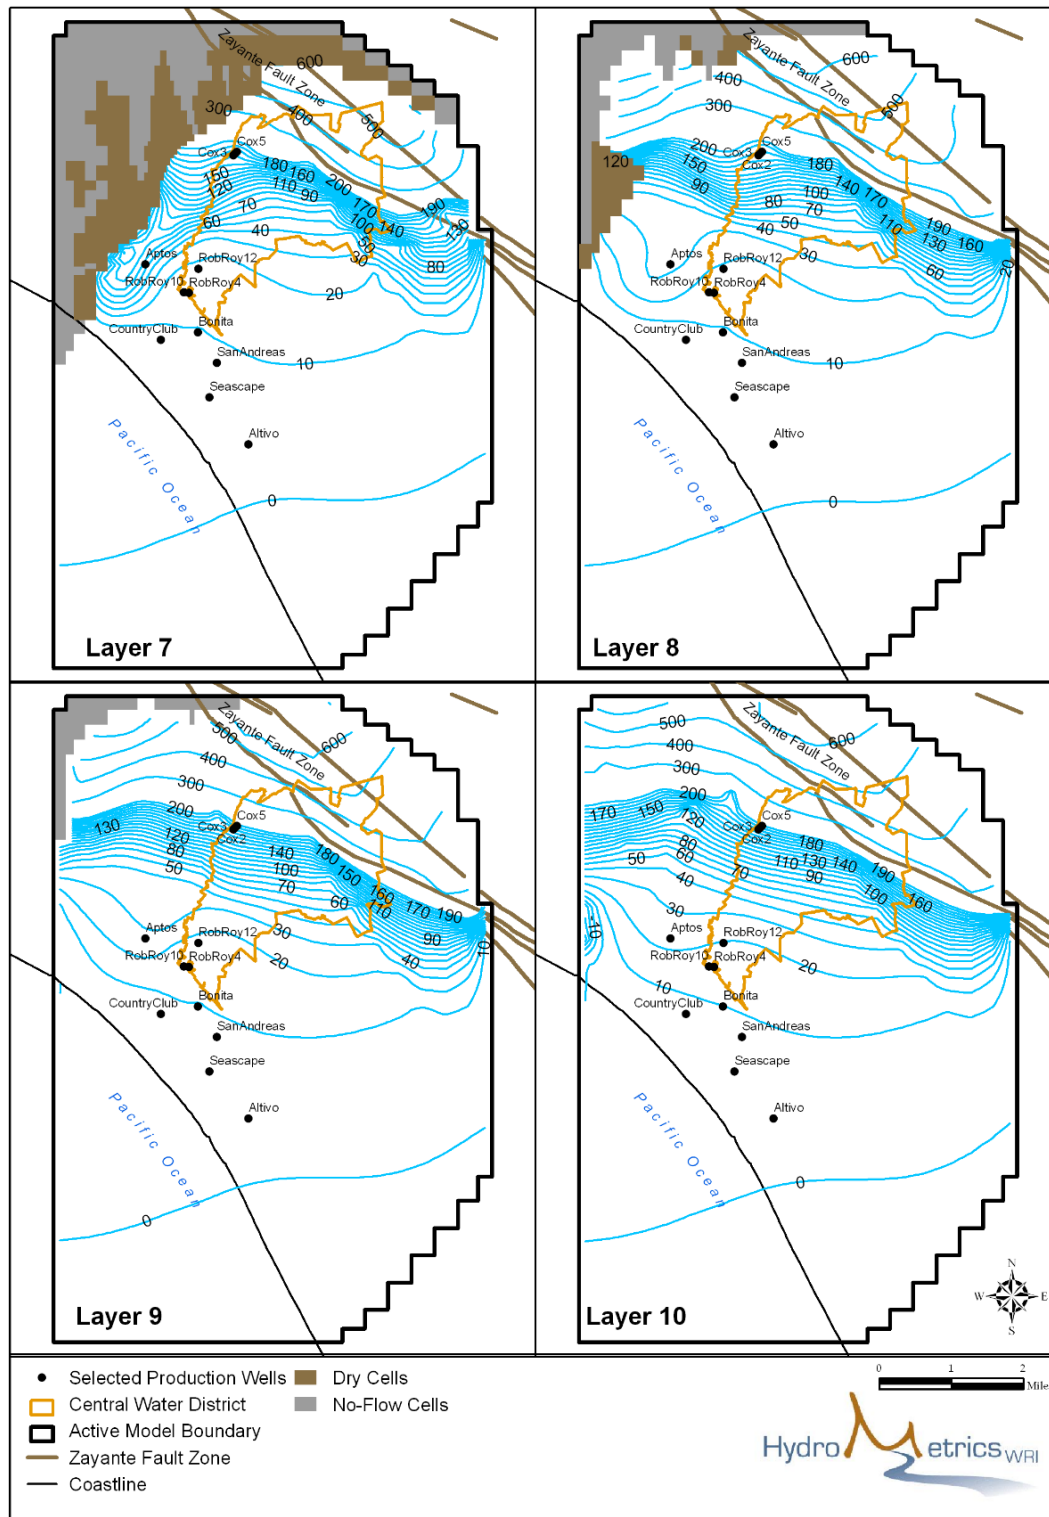 Zayante Fault Zone
600
500
400
300
Cox5
Cox3
180
160
150
200
110
120
90
170
190
70
140
130
60
100
40
50
80
30
Aptos
RobRoy12
RobRoy10
RobRoy4
20
CountryClub
Bonita
SanAndreas
10
Seascape
Altivo
Pacific Ocean
0
Layer 7
Zayante Fault Zone
600
400
500
300
200
Cox5
Cox3
Cox2
120
150
180
160
90
140
170
100
80
70
190
110
130
160
40
50
30
60
20
Aptos
RobRoy12
RobRoy10
RobRoy4
CountryClub
Bonita
SanAndreas
10
Seascape
Altivo
Pacific Ocean
0
Layer 8
Zayante Fault Zone
500
600
400
300
200
Cox5
Cox3
Cox2
130
120
80
50
140
180
100
150
70
160
60
110
170
190
90
Aptos
RobRoy12
30
40
10
RobRoy10
RobRoy4
20
CountryClub
Bonita
SanAndreas
Seascape
Altivo
Pacific Ocean
0
Layer 9
Zayante Fault Zone
500
600
400
300
200
170
150
Cox5
Cox3
Cox2
120
80
60
50
180
110
130
140
70
90
190
40
100
160
30
-10
Aptos
RobRoy12
RobRoy10
RobRoy4
20
10
CountryClub
Bonita
SanAndreas
Seascape
Altivo
Pacific Ocean
0
Layer 10
N
W E
S
Selected Production Wells
Dry Cells
Central Water District
No-Flow Cells
Active Model Boundary
Zayante Fault Zone
Coastline
0 1 2
Miles
HydroMetrics WRI